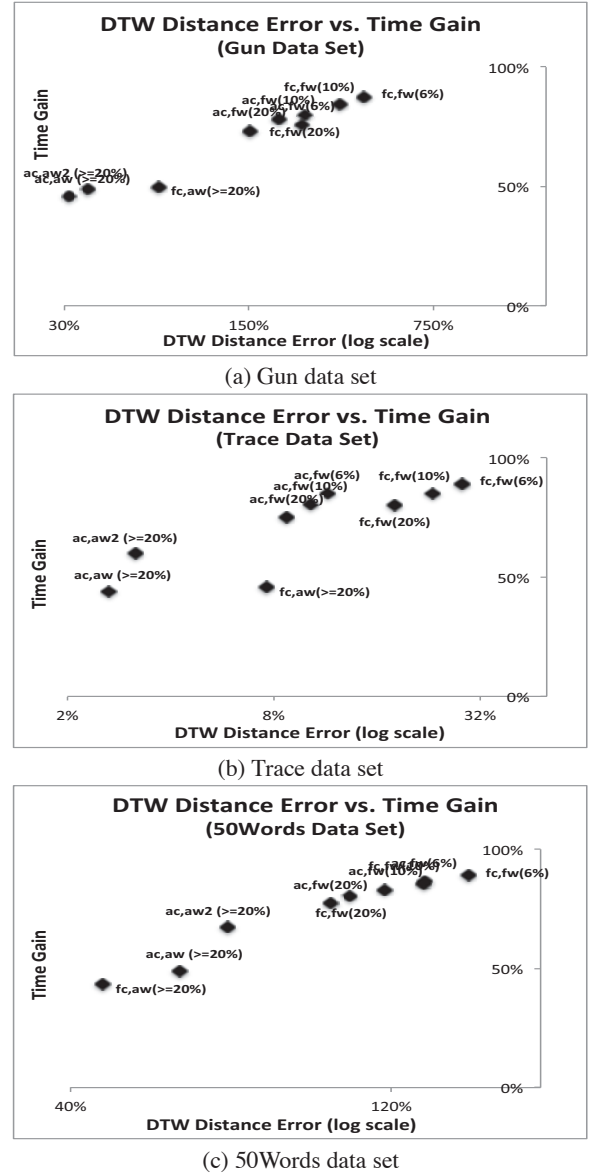 DTW Distance Error vs. Time Gain
(Gun Data Set)
100%
fc,fw(10%)
fc,fw(6%)
ac,fw(10%)
ac,fw(6%)
ac,fw(20%)
fc,fw(20%)
Time Gain
ac,aw2 (>=20%)
ac,aw (>=20%)
fc,aw(>=20%)
50%
0%
30%
150%
750%
DTW Distance Error (log scale)
(a) Gun data set
DTW Distance Error vs. Time Gain
(Trace Data Set)
100%
ac,fw(6%)
fc,fw(10%)
fc,fw(6%)
ac,fw(10%)
ac,fw(20%)
fc,fw(20%)
Time Gain
ac,aw2 (>=20%)
ac,aw (>=20%)
fc,aw(>=20%)
50%
0%
2%
8%
32%
DTW Distance Error (log scale)
(b) Trace data set
DTW Distance Error vs. Time Gain
(50Words Data Set)
100%
ac,fw(6%)
ac,fw(10%)
fc,fw(6%)
ac,fw(20%)
fc,fw(20%)
Time Gain
ac,aw2 (>=20%)
ac,aw (>=20%)
fc,aw(>=20%)
50%
0%
40%
120%
DTW Distance Error (log scale)
(c) 50Words data set